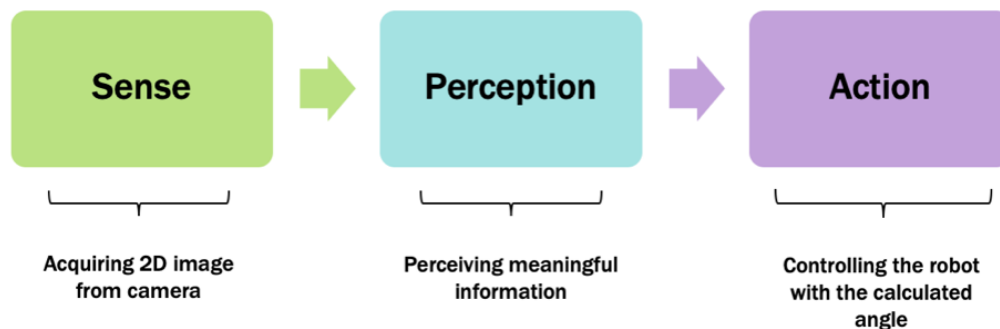 Sense
Perception
Action
Acquiring 2D image
from camera
Perceiving meaningful
information
Controlling the robot
with the calculated
angle